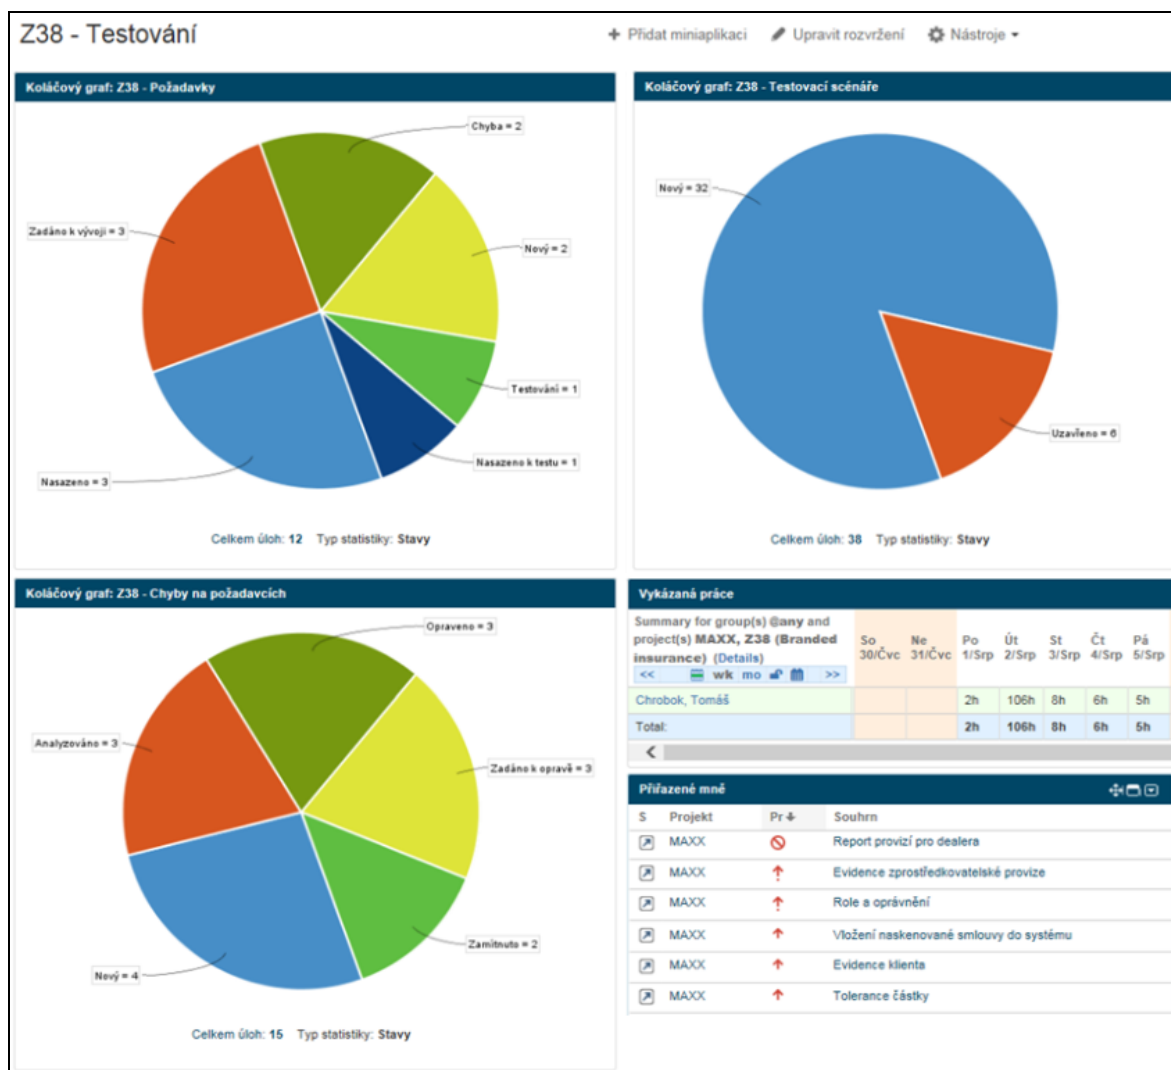 Z38 - Testování
Přidat miniaplikaci Upravit rozvržení Nástroje
Koláčový graf: Z38 - Požadavky
Chyba = 2
Nový = 2
Zadáno k vývoji = 3
Testování = 1
Nasazeno k testu = 1
Nasazeno = 3
Celkem úloh: 12 Typ statistiky: Stavy
Koláčový graf: Z38 - Testovací scénáře
Nový = 32
Uzavřeno = 6
Celkem úloh: 38 Typ statistiky: Stavy
Koláčový graf: Z38 - Chyby na požadavcích
Opraveno = 3
Analyzováno = 3
Zadáno k opravě = 3
Zamítnuto = 2
Nový = 4
Celkem úloh: 15 Typ statistiky: Stavy
Vykázaná práce
Summary for group(s) @any and
project(s) MAXX, Z38 (Branded
insurance) (Details)
<< wk mo >>
So 30/Čvc Ne 31/Čvc Po 1/Srp Út 2/Srp St 3/Srp Čt 4/Srp Pá 5/Srp
Chrobok, Tomáš 2h 106h 8h 6h 5h
Total: 2h 106h 8h 6h 5h
Přiřazené mně
S Projekt Pr Souhrn
MAXX Report provizí pro dealera
MAXX Evidence zprostředkovatelské provize
MAXX Role a oprávnění
MAXX Vložení naskenované smlouvy do systému
MAXX Evidence klienta
MAXX Tolerance částky